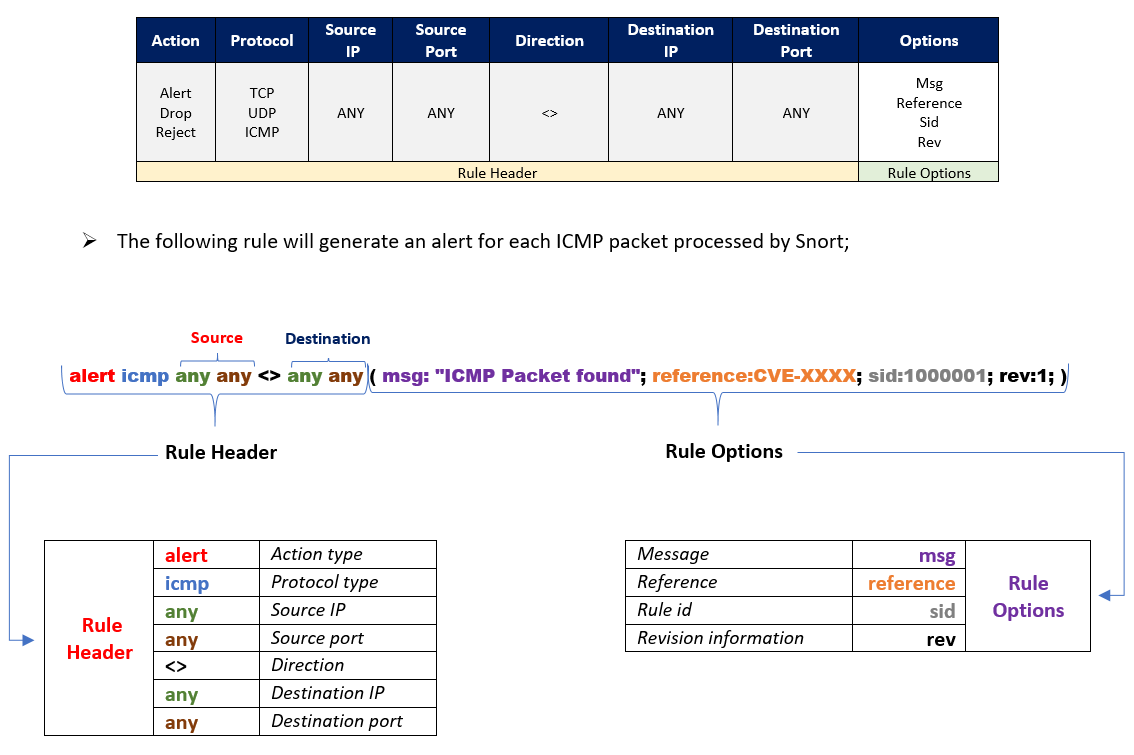 Action Protocol Source IP Source Port Direction Destination IP Destination Port Options
Alert
Drop
Reject
TCP
UDP
ICMP
ANY
ANY
<>
ANY
ANY
Msg
Reference
Sid
Rev
Rule Header
Rule Options
➢ The following rule will generate an alert for each ICMP packet processed by Snort;
Source
Destination
alert icmp any any <> any any ( msg: "ICMP Packet found"; reference:CVE-XXXX; sid:1000001; rev:1; )
Rule Header
Rule Options
Rule
Header
alert Action type
icmp Protocol type
any Source IP
any Source port
<> Direction
any Destination IP
any Destination port
Message msg
Reference reference
Rule id sid
Revision information rev
Rule
Options